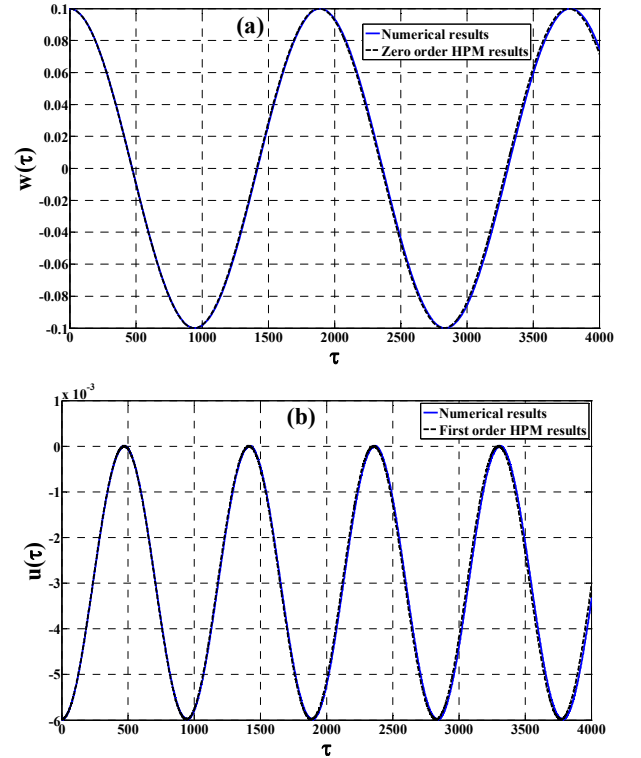 (a)
Numerical results
Zero order HPM results
0.1
0.08
0.06
0.04
0.02
0
-0.02
-0.04
-0.06
-0.08
-0.1
w(τ)
0 500 1000 1500 2000 2500 3000 3500 4000
τ
x 10⁻³
(b)
Numerical results
First order HPM results
1
0
-1
-2
-3
-4
-5
-6
u(τ)
0 500 1000 1500 2000 2500 3000 3500 4000
τ